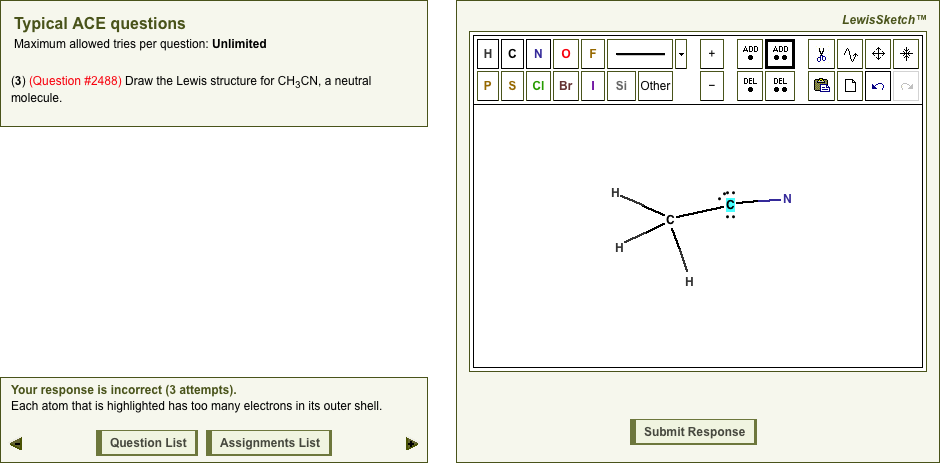 Typical ACE questions
Maximum allowed tries per question: Unlimited
(3) (Question #2488) Draw the Lewis structure for CH₃CN, a neutral
molecule.
LewisSketch™
H C N O F + ADD ADD
P S Cl Br I Si Other − DEL DEL
H
C
N
C
H
H
Your response is incorrect (3 attempts).
Each atom that is highlighted has too many electrons in its outer shell.
Question List
Assignments List
Submit Response